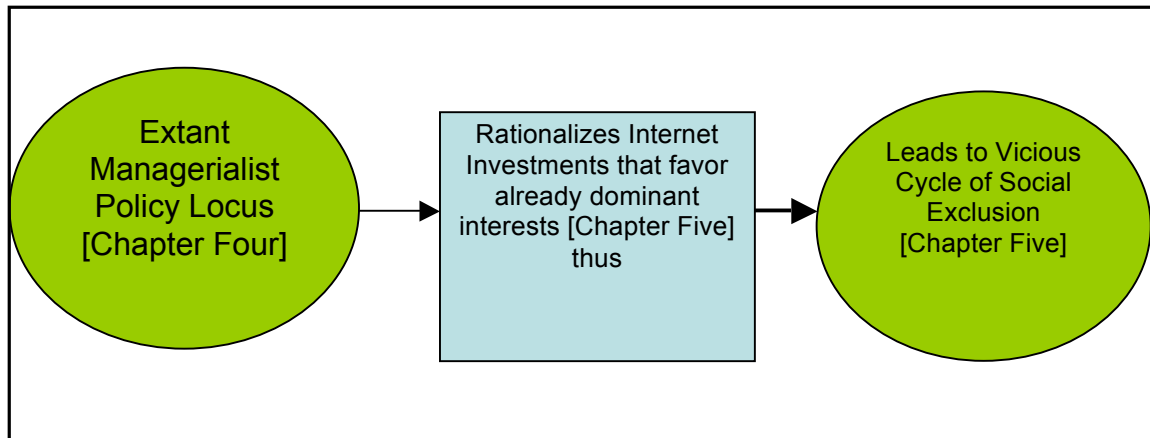 Extant
Managerialist
Policy Locus
[Chapter Four]
Rationalizes Internet
Investments that favor
already dominant
interests [Chapter Five]
thus
Leads to Vicious
Cycle of Social
Exclusion
[Chapter Five]